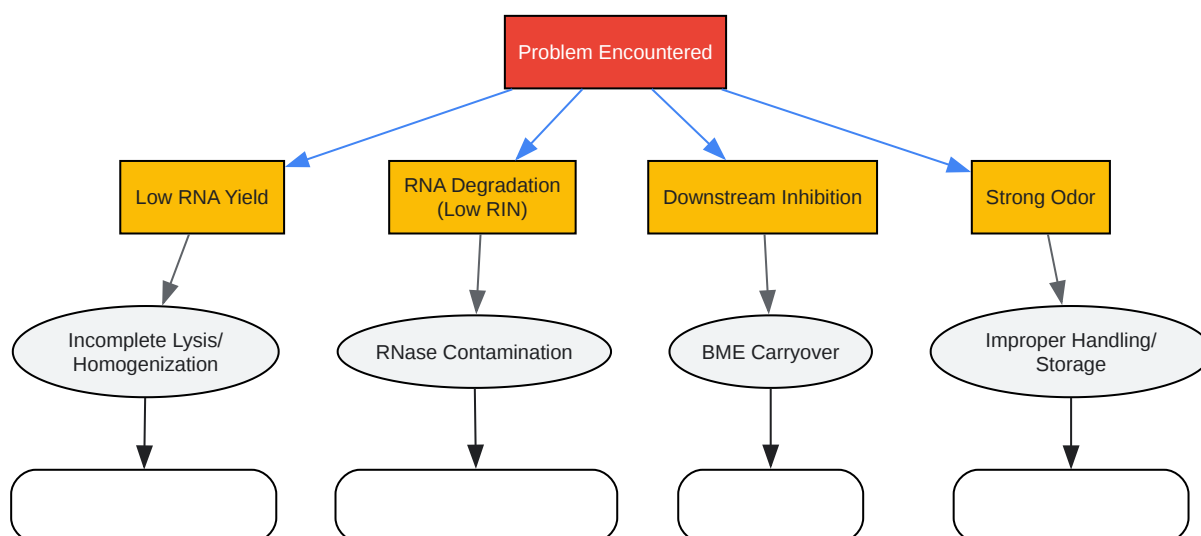 Problem Encountered
Low RNA Yield
RNA Degradation
(Low RIN)
Downstream Inhibition
Strong Odor
Incomplete Lysis/
Homogenization
RNase Contamination
BME Carryover
Improper Handling/
Storage